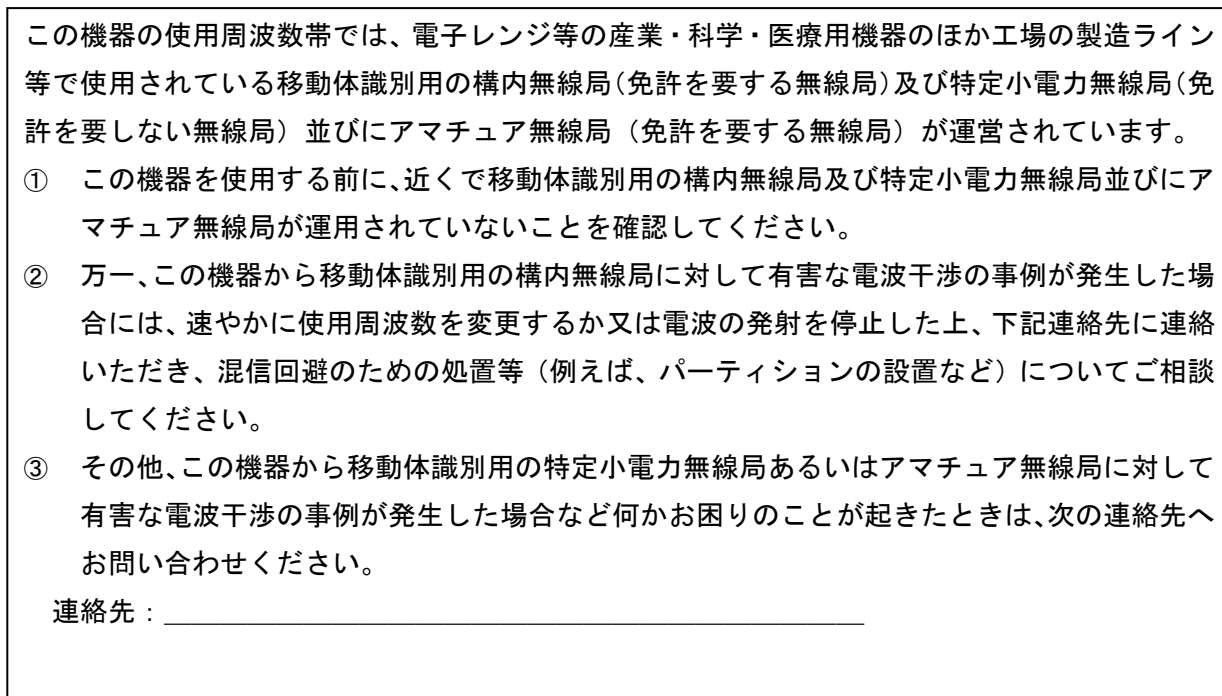 この機器の使用周波数帯では、電子レンジ等の産業・科学・医療用機器のほか工場の製造ライン
等で使用されている移動体識別用の構内無線局(免許を要する無線局)及び特定小電力無線局(免
許を要しない無線局）並びにアマチュア無線局（免許を要する無線局）が運営されています。
① この機器を使用する前に、近くで移動体識別用の構内無線局及び特定小電力無線局並びにア
マチュア無線局が運用されていないことを確認してください。
② 万一、この機器から移動体識別用の構内無線局に対して有害な電波干渉の事例が発生した場
合には、速やかに使用周波数を変更するか又は電波の発射を停止した上、下記連絡先に連絡
いただき、混信回避のための処置等（例えば、パーティションの設置など）についてご相談
してください。
③ その他、この機器から移動体識別用の特定小電力無線局あるいはアマチュア無線局に対して
有害な電波干渉の事例が発生した場合など何かお困りのことが起きたときは、次の連絡先へ
お問い合わせください。
連絡先：__________________________________________________